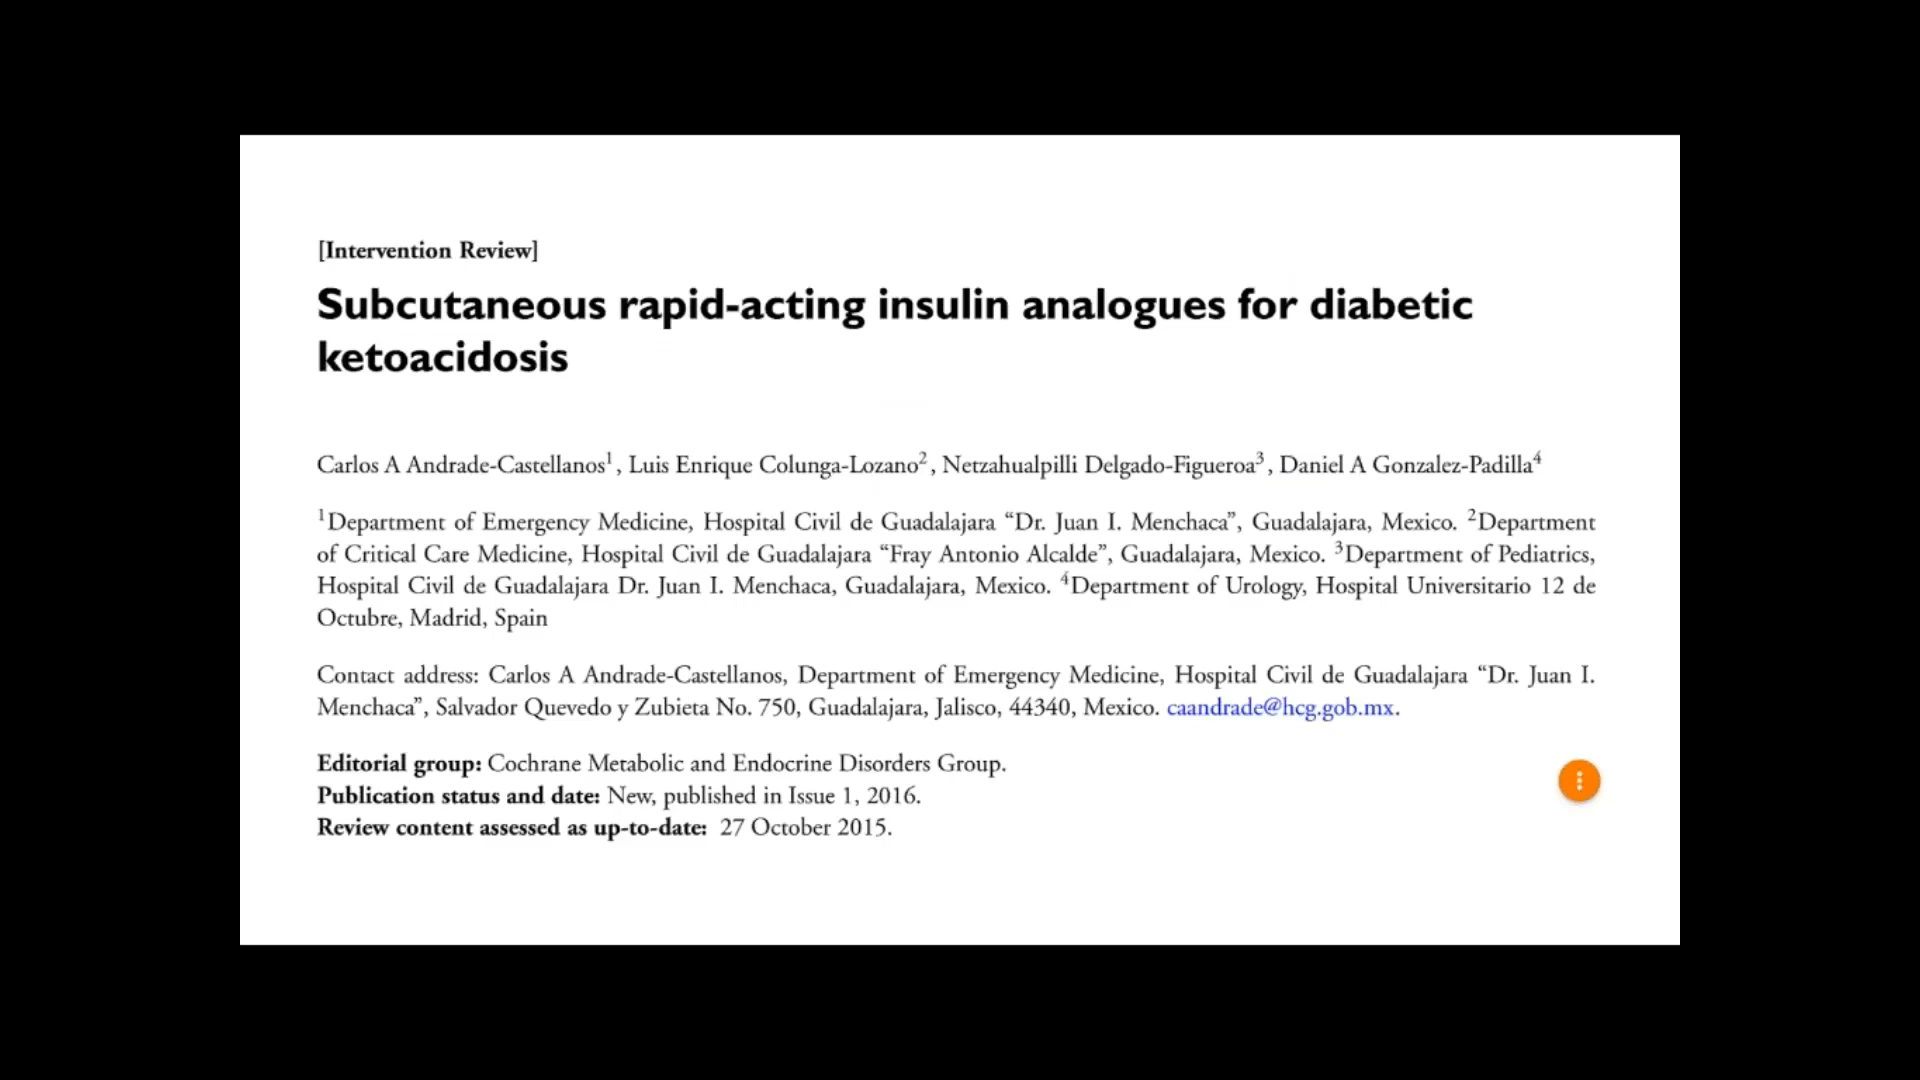 [Intervention Review]
Subcutaneous rapid-acting insulin analogues for diabetic
ketoacidosis
Carlos A Andrade-Castellanos1, Luis Enrique Colunga-Lozano2, Netzahualpilli Delgado-Figueroa3, Daniel A Gonzalez-Padilla4
1Department of Emergency Medicine, Hospital Civil de Guadalajara “Dr. Juan I. Menchaca”, Guadalajara, Mexico. 2Department
of Critical Care Medicine, Hospital Civil de Guadalajara “Fray Antonio Alcalde”, Guadalajara, Mexico. 3Department of Pediatrics,
Hospital Civil de Guadalajara Dr. Juan I. Menchaca, Guadalajara, Mexico. 4Department of Urology, Hospital Universitario 12 de
Octubre, Madrid, Spain
Contact address: Carlos A Andrade-Castellanos, Department of Emergency Medicine, Hospital Civil de Guadalajara “Dr. Juan I.
Menchaca”, Salvador Quevedo y Zubieta No. 750, Guadalajara, Jalisco, 44340, Mexico. caandrade@hcg.gob.mx.
Editorial group: Cochrane Metabolic and Endocrine Disorders Group.
Publication status and date: New, published in Issue 1, 2016.
Review content assessed as up-to-date: 27 October 2015.